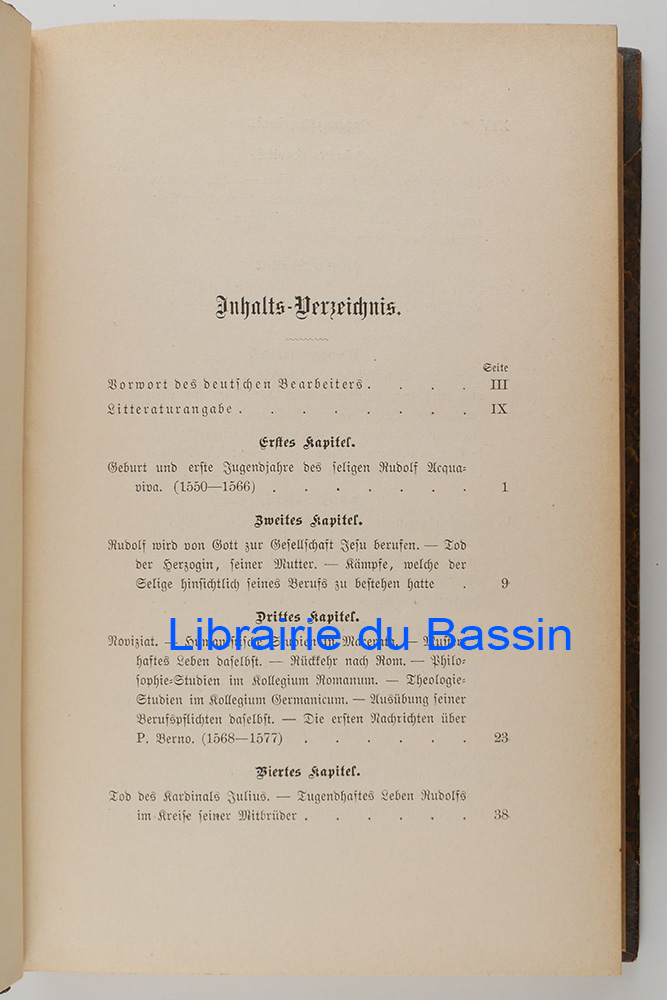 Inhalts-Verzeichnis.
Seite
Vorwort des deutschen Bearbeiters . . . . III
Litteraturangabe . . . . . . . IX
Erstes Kapitel.
Geburt und erste Jugendjahre des seligen Rudolf Acqua-
viva. (1550—1566) . . . . . . 1
Zweites Kapitel.
Rudolf wird von Gott zur Gesellschaft Jesu berufen. — Tod
der Herzogin, seiner Mutter. — Kämpfe, welche der
Selige hinsichtlich seines Berufs zu bestehen hatte . 9
Drittes Kapitel.
Librairie du Bassin
Noviziat. — Humanistische Studien in Macerata. — Muster-
haftes Leben daselbst. — Rückkehr nach Rom. — Philo-
sophie-Studien im Kollegium Romanum. — Theologie-
Studien im Kollegium Germanicum. — Ausübung seiner
Berufspflichten daselbst. — Die ersten Nachrichten über
P. Berno. (1568—1577) . . . . . 23
Viertes Kapitel.
Tod des Kardinals Julius. — Tugendhaftes Leben Rudolfs
im Kreise seiner Mitbrüder . . . . . 38